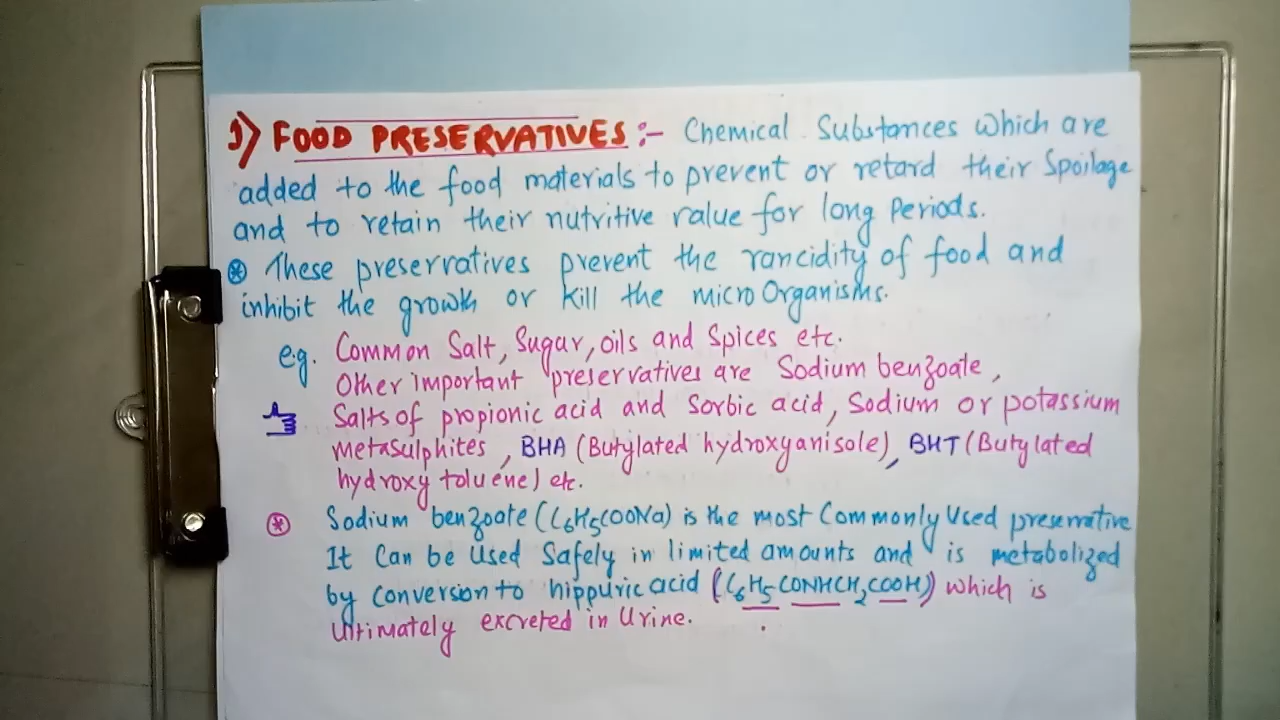 1) FOOD PRESERVATIVES :- Chemical Substances which are
added to the food materials to prevent or retard their Spoilage
and to retain their nutritive value for long Periods.
* These preservatives prevent the rancidity of food and
inhibit the growth or kill the micro Organisms.
e.g. Common Salt, Sugar, oils and Spices etc.
Other important preservatives are Sodium benzoate,
Salts of propionic acid and Sorbic acid, Sodium or potassium
metasulphites, BHA (Butylated hydroxyanisole), BHT (Butylated
hydroxy toluene) etc.
* Sodium benzoate (C6H5COONa) is the most Commonly Used preservative
It Can be Used Safely in limited amounts and is metabolized
by conversion to hippuric acid (C6H5CONHCH2COOH) which is
Ultimately excreted in Urine.